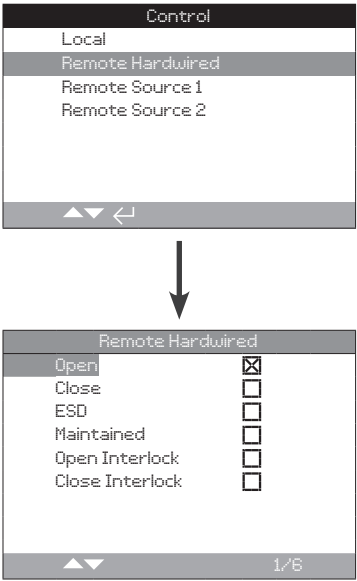 Control
Local
Remote Hardwired
Remote Source 1
Remote Source 2
Remote Hardwired
Open
Close
ESD
Maintained
Open Interlock
Close Interlock
1/6